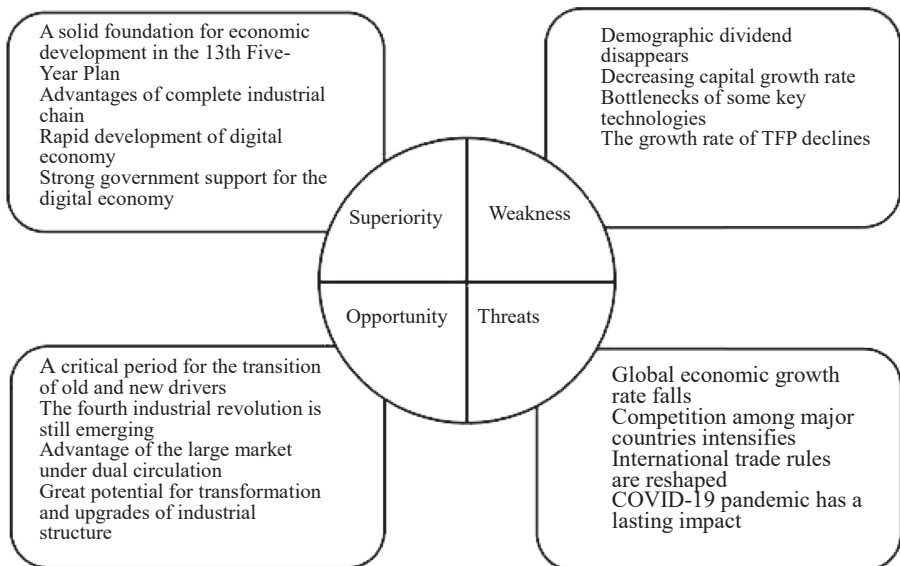 A solid foundation for economic
development in the 13th Five-
Year Plan
Advantages of complete industrial
chain
Rapid development of digital
economy
Strong government support for the
digital economy
Demographic dividend
disappears
Decreasing capital growth rate
Bottlenecks of some key
technologies
The growth rate of TFP declines
Superiority
Weakness
Opportunity
Threats
A critical period for the transition
of old and new drivers
The fourth industrial revolution is
still emerging
Advantage of the large market
under dual circulation
Great potential for transformation
and upgrades of industrial
structure
Global economic growth
rate falls
Competition among major
countries intensifies
International trade rules
are reshaped
COVID-19 pandemic has a
lasting impact